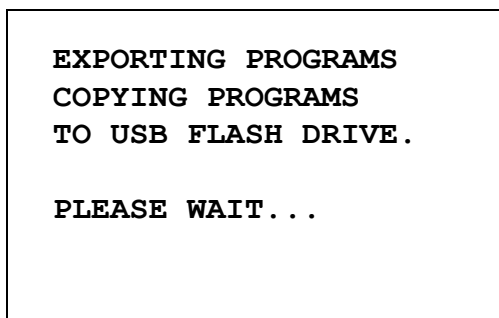 EXPORTING PROGRAMS
COPYING PROGRAMS
TO USB FLASH DRIVE.
PLEASE WAIT...